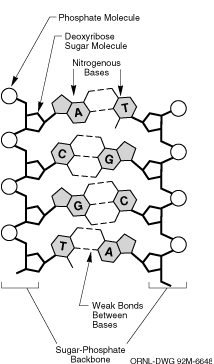 Phosphate Molecule
Deoxyribose
Sugar Molecule
Nitrogenous
Bases
A T
C G
G C
T A
Weak Bonds
Between
Bases
Sugar-Phosphate
Backbone
ORNL-DWG 92M-6648